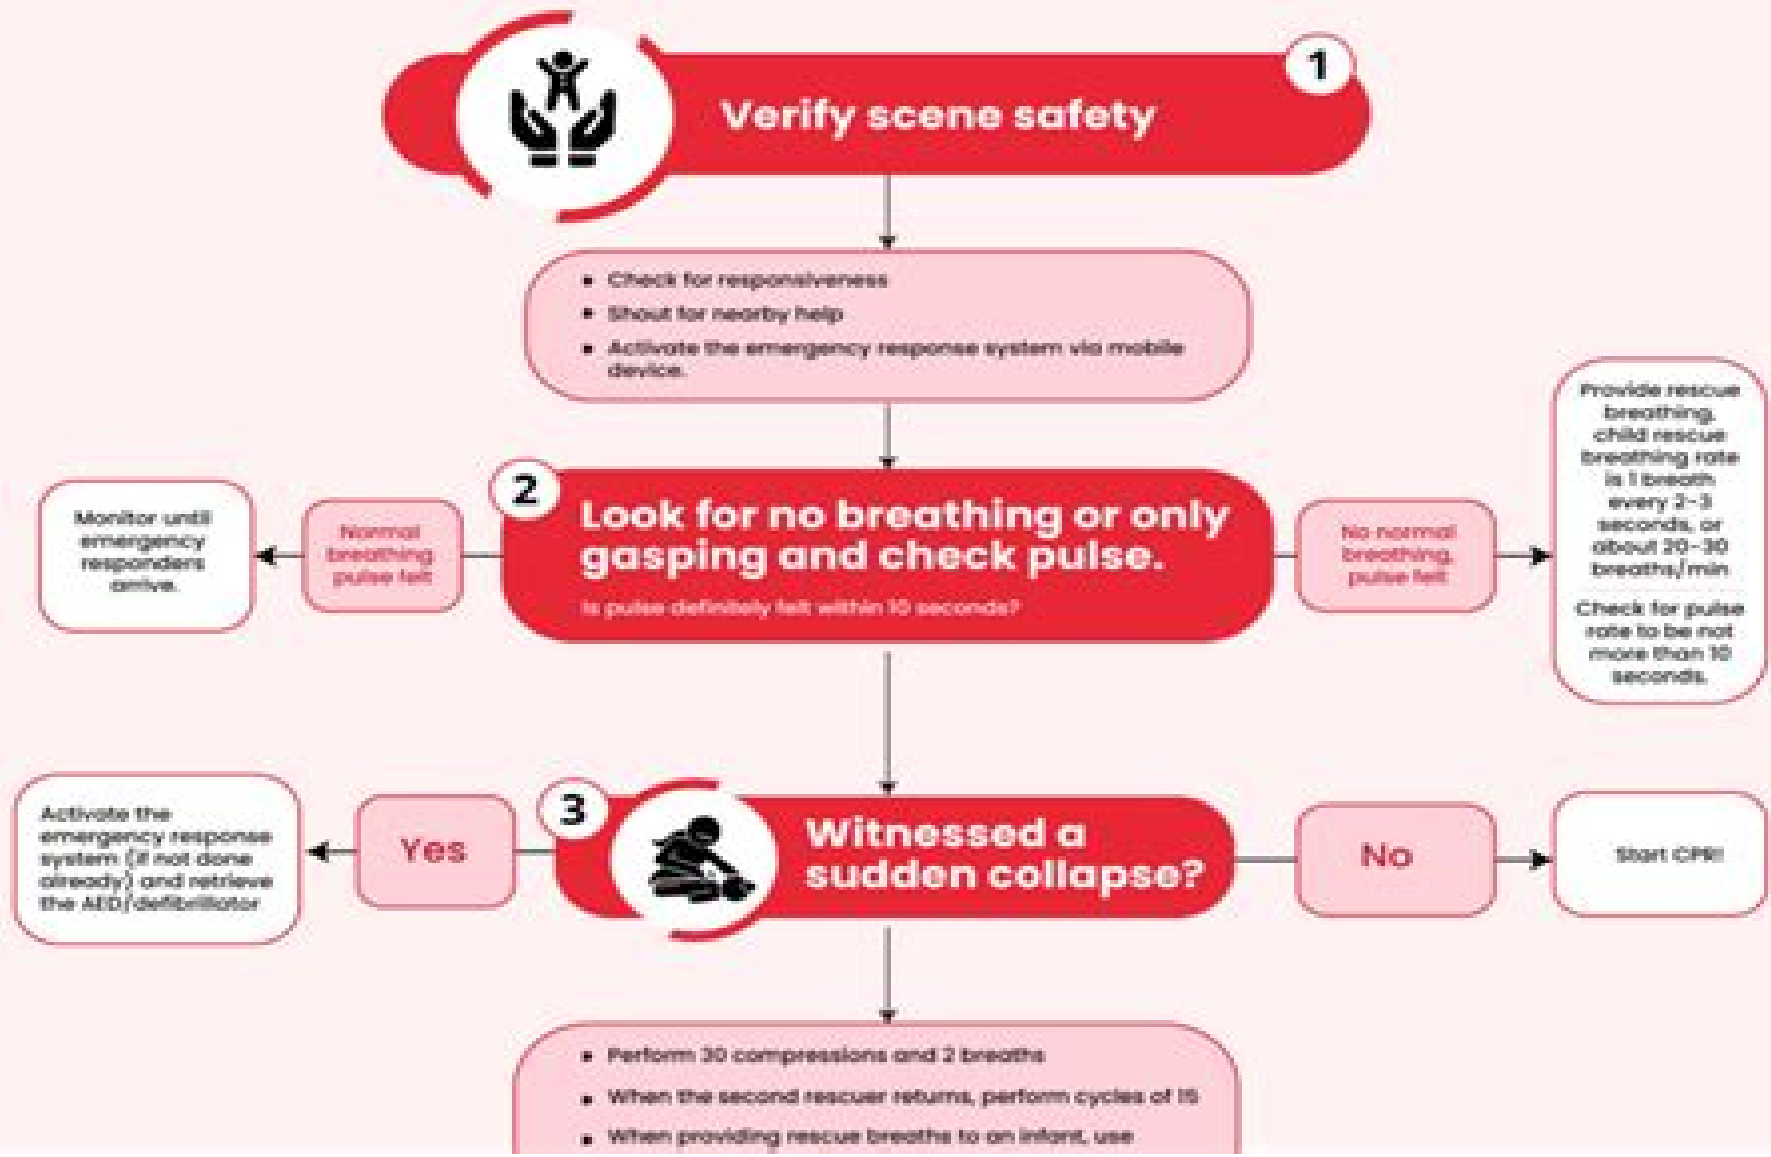 1
Verify scene safety
• Check for responsiveness
• Shout for nearby help
• Activate the emergency response system via mobile
device.
2
Look for no breathing or only
gasping and check pulse.
Is pulse definitely felt within 10 seconds?
Normal
breathing,
pulse felt
Monitor until
emergency
responders
arrive.
No normal
breathing,
pulse felt
Provide rescue
breathing,
child rescue
breathing rate
is 1 breath
every 2-3
seconds, or
about 20-30
breaths/min
Check for pulse
rate to be not
more than 10
seconds.
3
Witnessed a
sudden collapse?
Yes
Activate the
emergency response
system (if not done
already) and retrieve
the AED/defibrillator
No
Start CPR!
• Perform 30 compressions and 2 breaths
• When the second rescuer returns, perform cycles of 15
• When providing rescue breaths to an infant, use